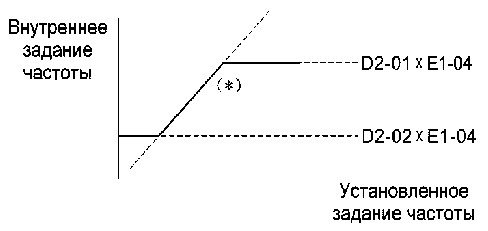 Внутреннее
задание
частоты
D2-01 X E1-04
(*)
D2-02 X E1-04
Установленное
задание частоты